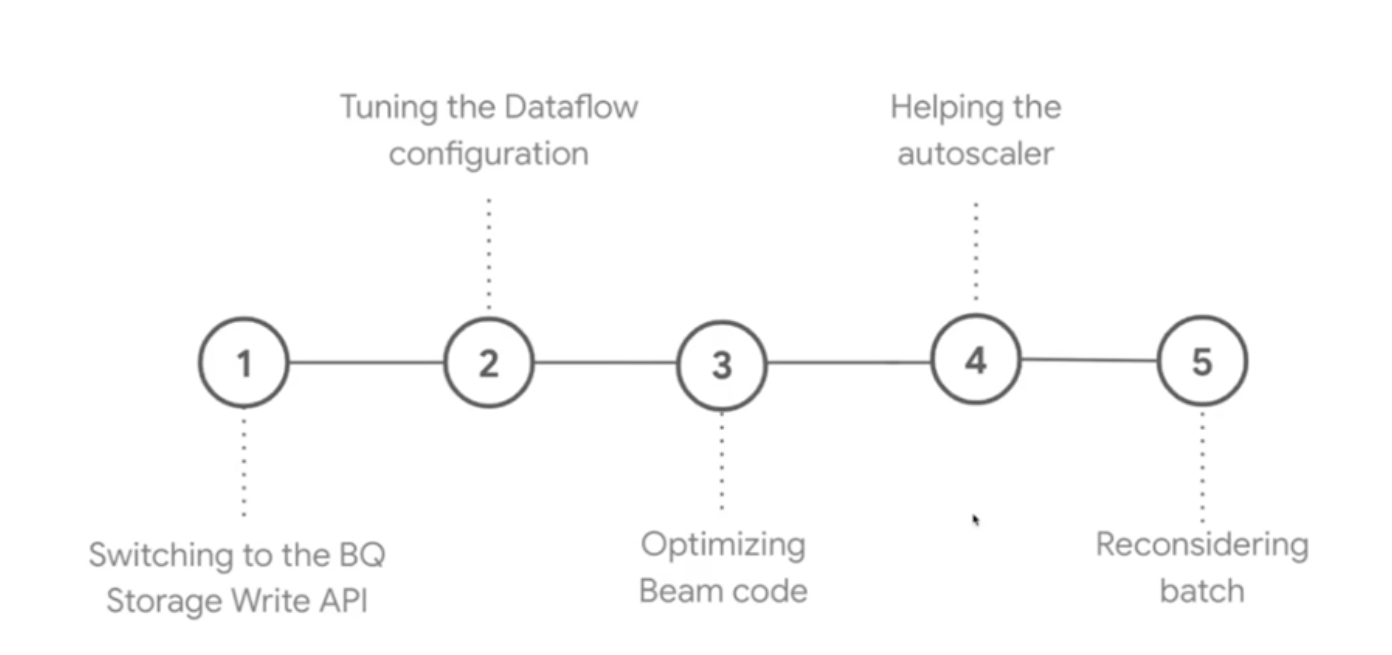 Tuning the Dataflow
configuration
Helping the
autoscaler
1
2
3
4
5
Switching to the BQ
Storage Write API
Optimizing
Beam code
Reconsidering
batch